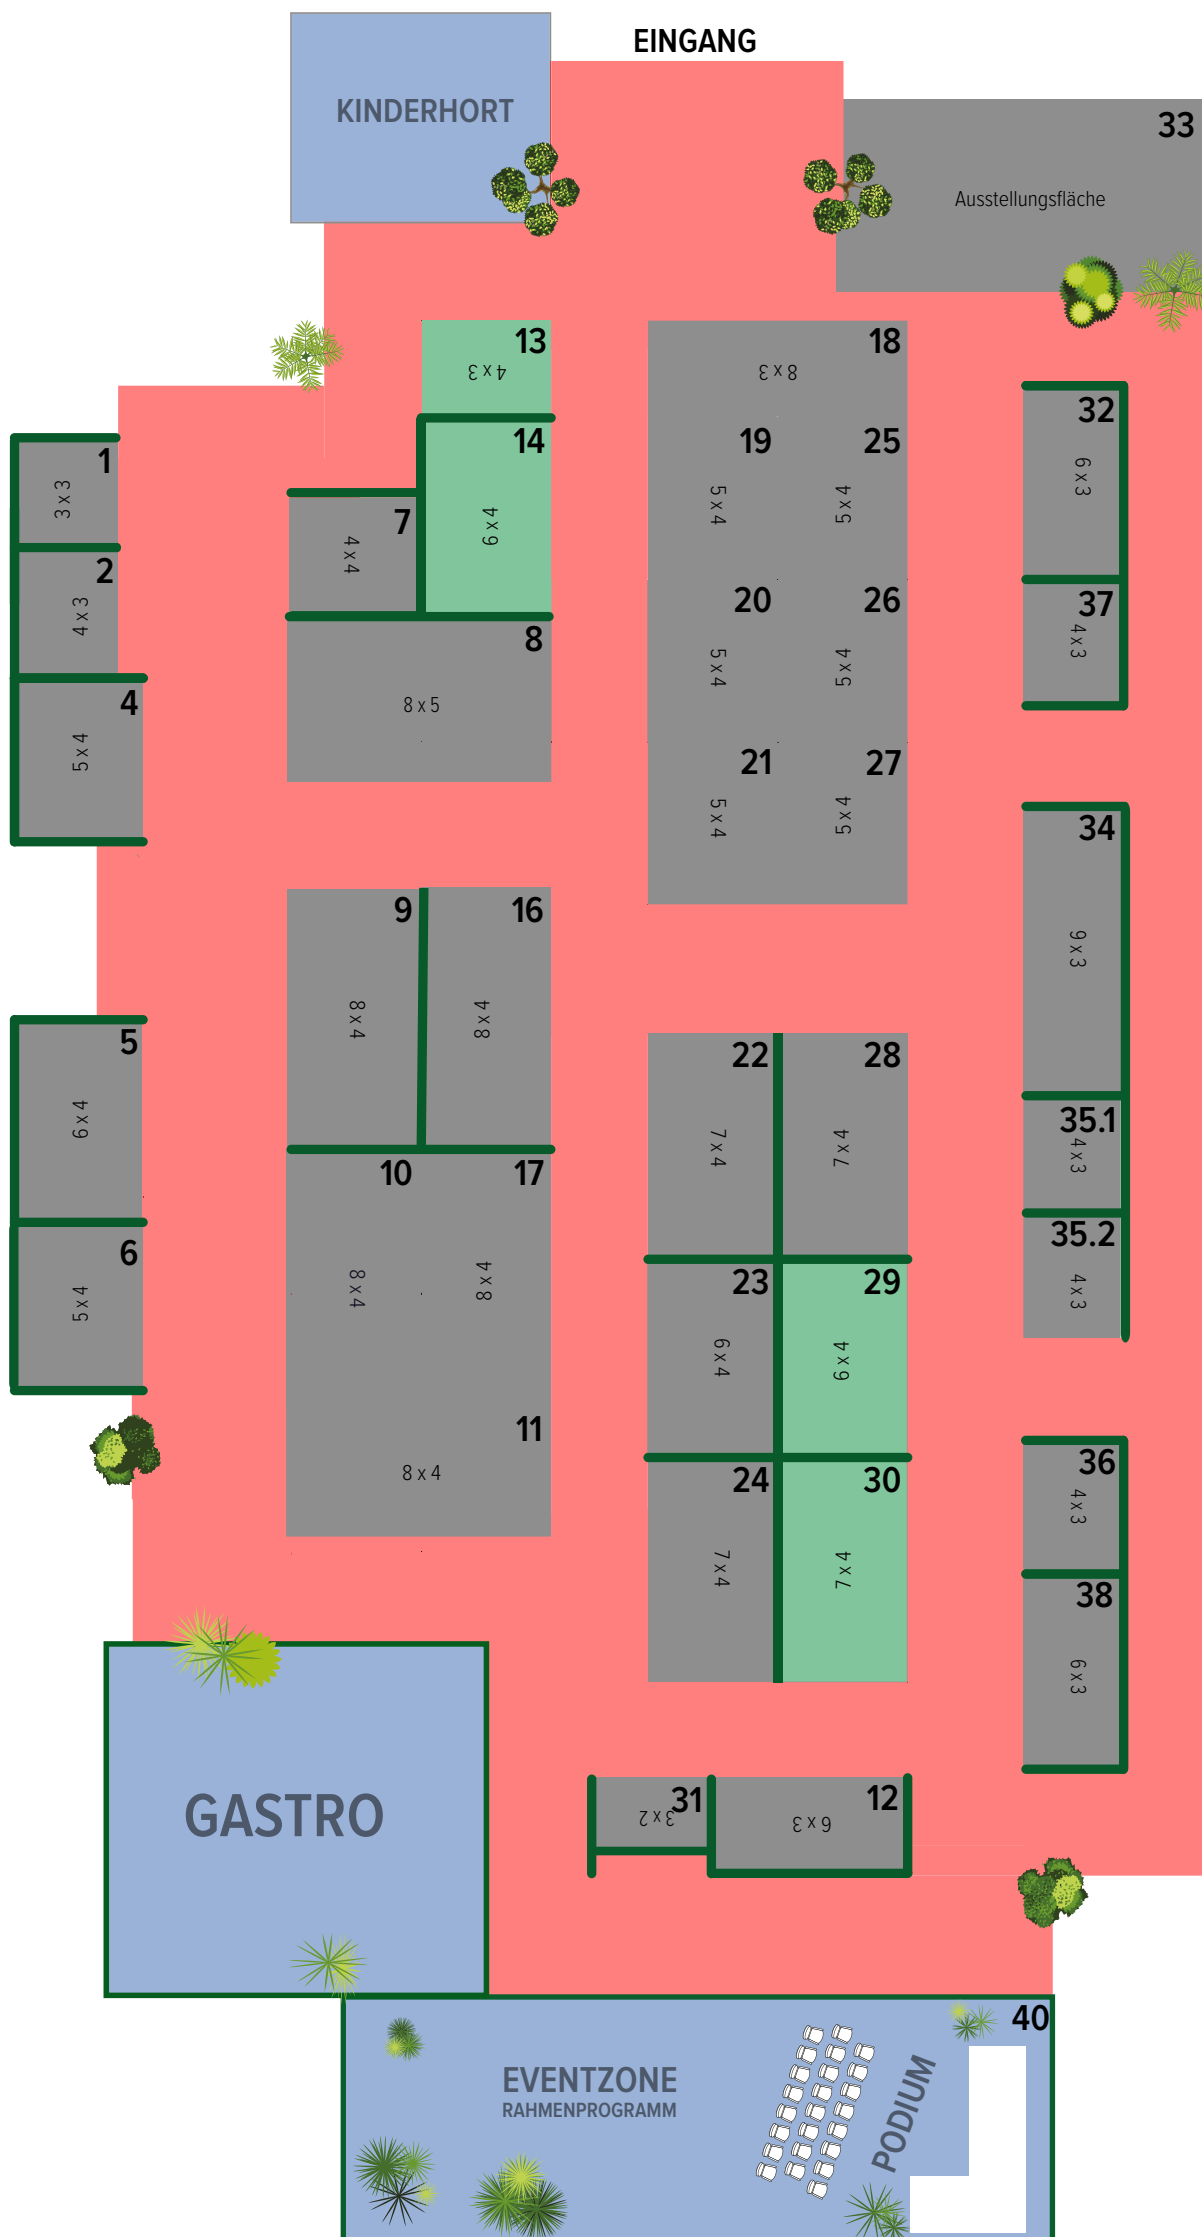 EINGANG
KINDERHORT
33
Ausstellungsfläche
13
4 x 3
18
8 x 3
32
6 x 3
14
6 x 4
19
5 x 4
25
5 x 4
1
3 x 3
7
4 x 4
2
4 x 3
37
4 x 3
20
5 x 4
26
5 x 4
8
8 x 5
4
5 x 4
21
5 x 4
27
5 x 4
34
9 x 3
9
8 x 4
16
8 x 4
5
6 x 4
22
7 x 4
28
7 x 4
35.1
4 x 3
10
8 x 4
17
8 x 4
35.2
4 x 3
6
5 x 4
23
6 x 4
29
6 x 4
11
8 x 4
36
4 x 3
24
7 x 4
30
7 x 4
38
6 x 3
GASTRO
31
3 x 2
12
6 x 3
40
EVENTZONE
RAHMENPROGRAMM
PODIUM